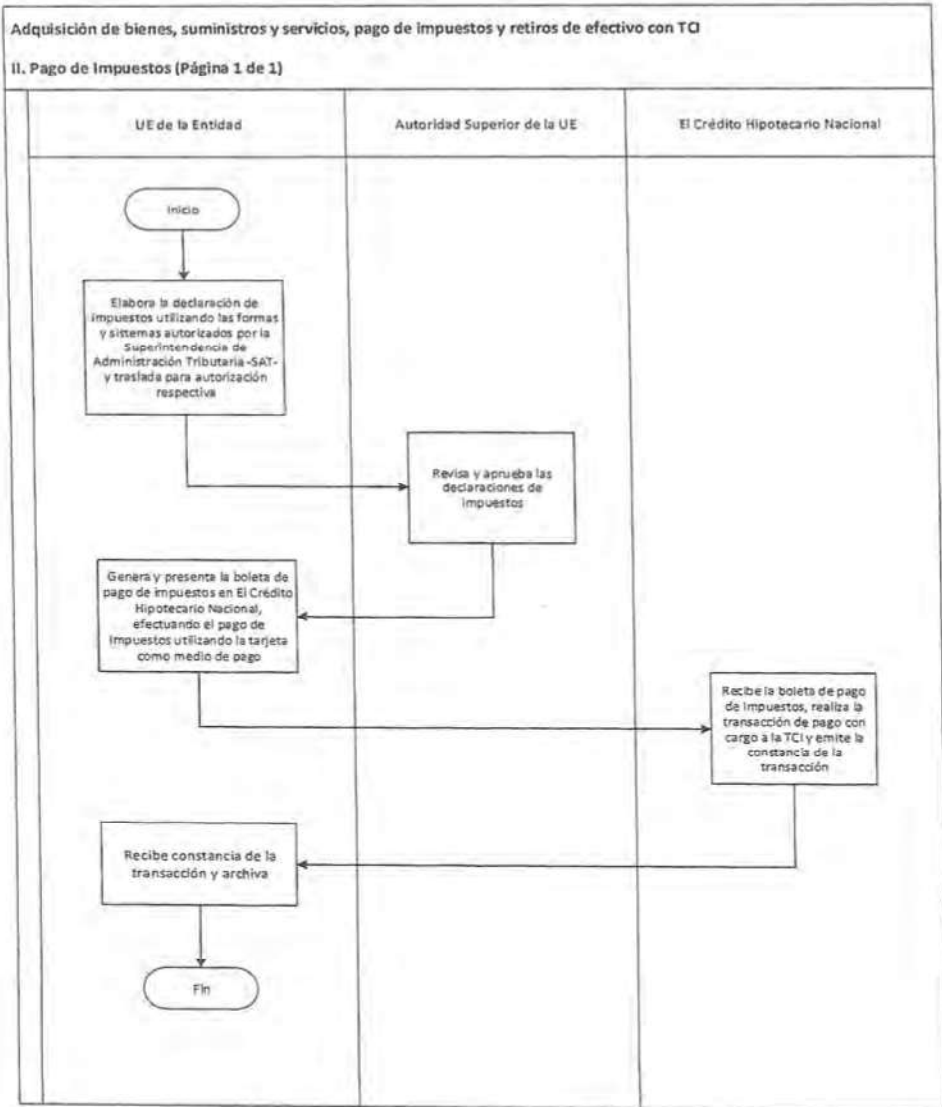 Adquisición de bienes, suministros y servicios, pago de impuestos y retiros de efectivo con TCI
II. Pago de Impuestos (Página 1 de 1)
UE de la Entidad
Autoridad Superior de la UE
El Crédito Hipotecario Nacional
Inicio
Elabora la declaración de
impuestos utilizando las formas
y sistemas autorizados por la
Superintendencia de
Administración Tributaria -SAT-
y traslada para autorización
respectiva
Revisa y aprueba las
declaraciones de
impuestos
Genera y presenta la boleta de
pago de impuestos en El Crédito
Hipotecario Nacional,
efectuando el pago de
impuestos utilizando la tarjeta
como medio de pago
Recibe la boleta de pago
de impuestos, realiza la
transacción de pago con
cargo a la TCI y emite la
constancia de la
transacción
Recibe constancia de la
transacción y archiva
Fin